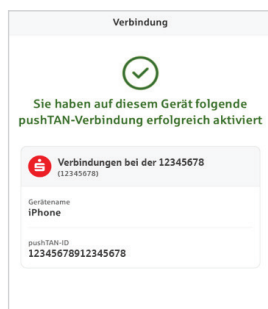 Verbindung
Sie haben auf diesem Gerät folgende
pushTAN-Verbindung erfolgreich aktiviert
Verbindungen bei der 12345678
(12345678)
Gerätename
iPhone
pushTAN-ID
12345678912345678